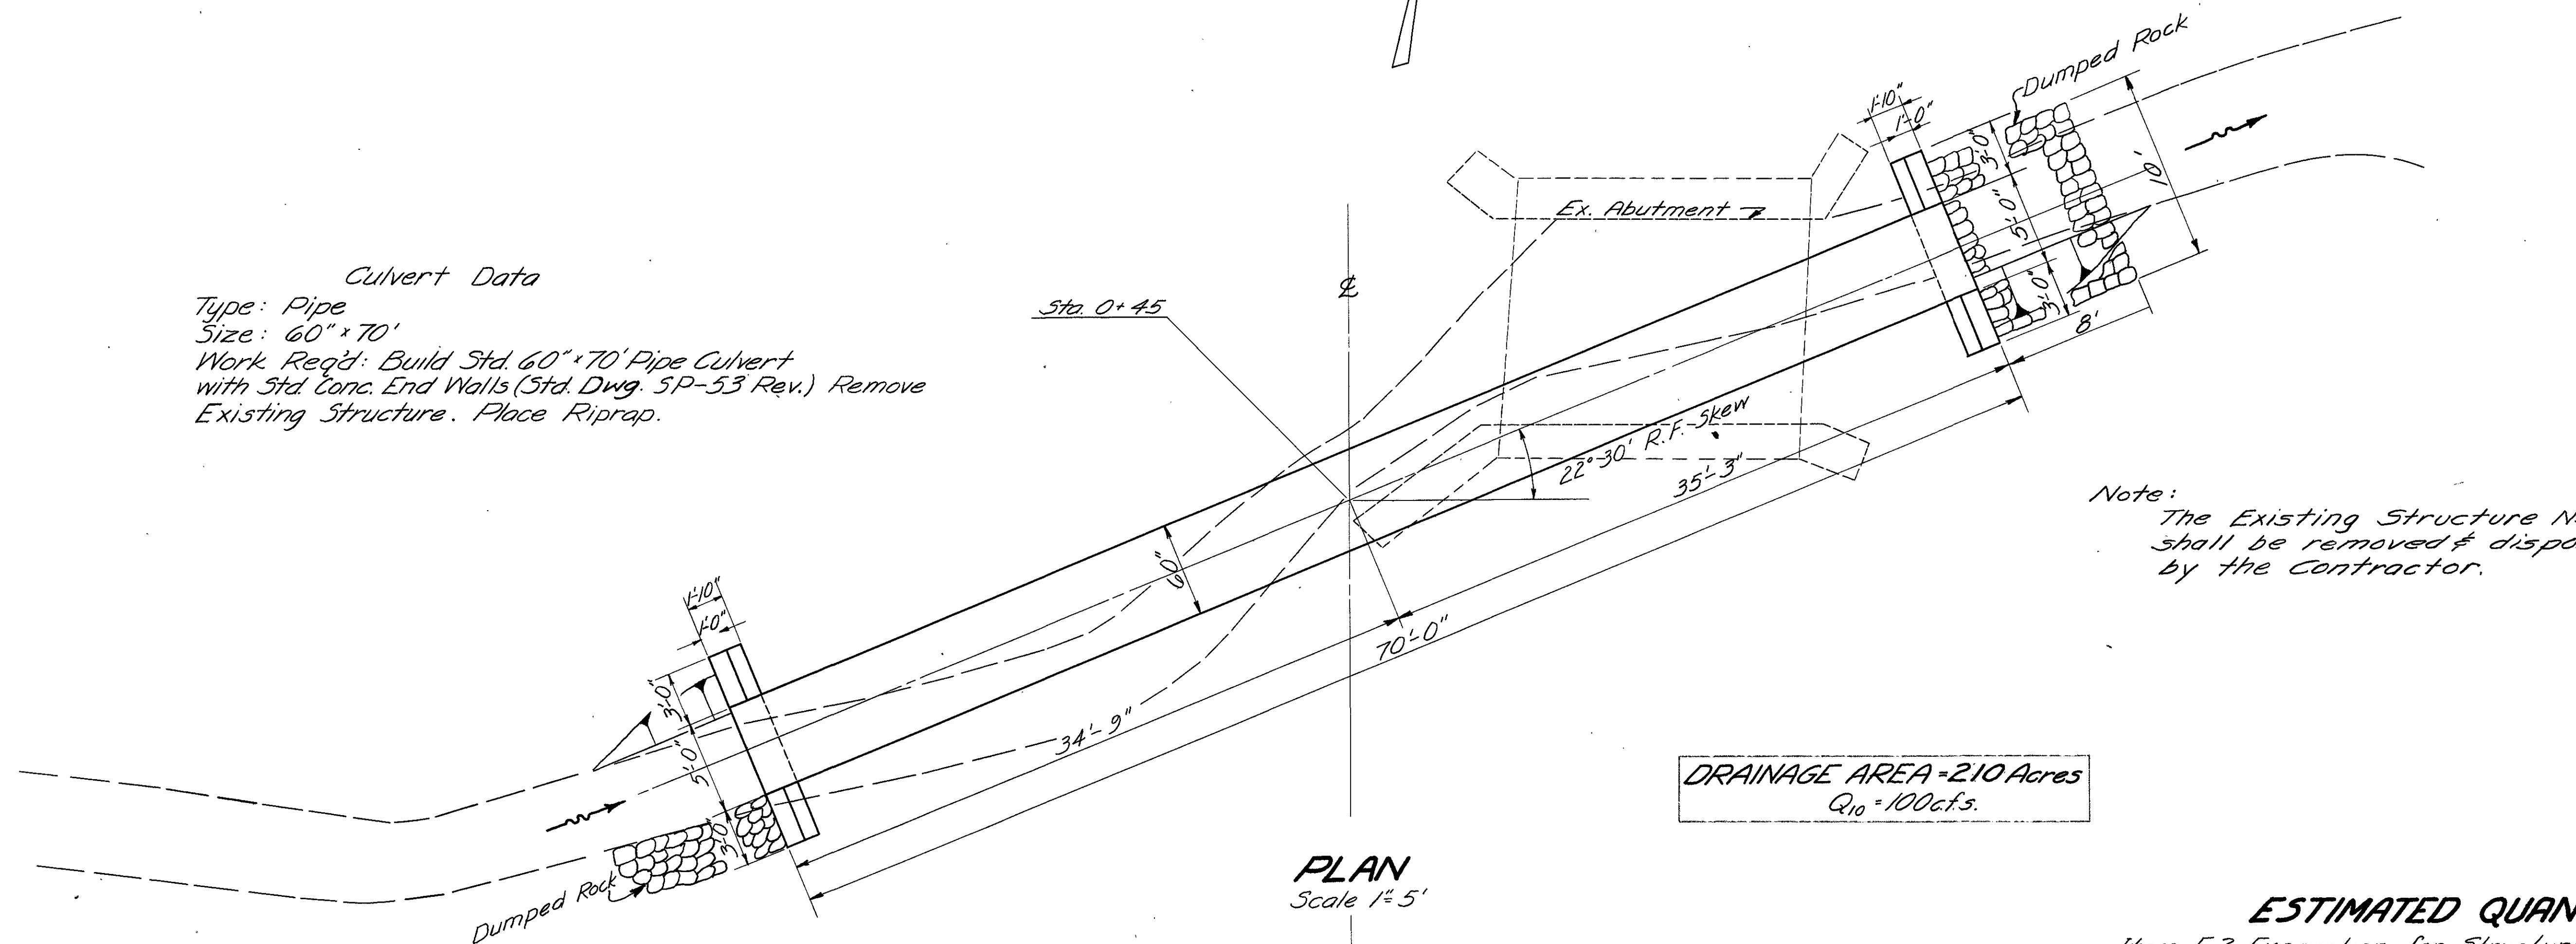 Culvert Data
Type: Pipe
Size: 60" x 70'
Work Req'd: Build Std. 60" x 70' Pipe Culvert
with Std. Conc. End Walls (Std. Dwg. SP-53 Rev.) Remove
Existing Structure. Place Riprap.
Sta. 0+45
℄
Ex. Abutment
Dumped Rock
1'-10"
1'-0"
3'-0"
5'-0"
3'-0"
10'
8'
22°-30' R.F. Skew
35'-3"
70'-0"
34'-9"
60"
1'-10"
1'-0"
3'-0"
5'-0"
3'-0"
Dumped Rock
Note:
The Existing Structure
shall be removed &
by the Contractor.
DRAINAGE AREA = 210 Acres
Q10 = 100 c.f.s.
PLAN
Scale 1" = 5'
ESTIMATED